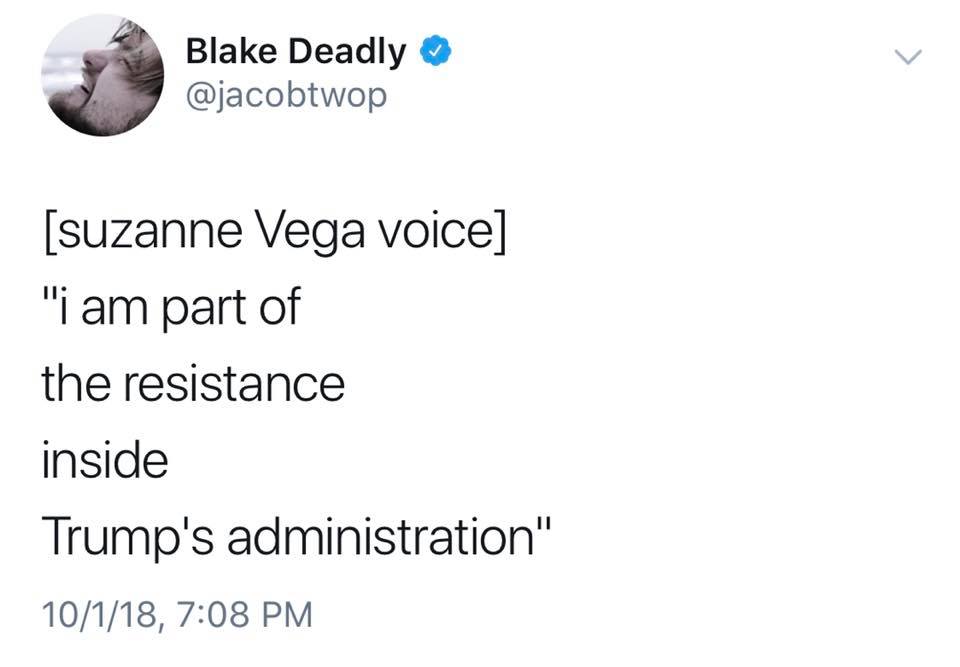 Blake Deadly
@jacobtwop
[suzanne Vega voice]
"i am part of
the resistance
inside
Trump's administration"
10/1/18, 7:08 PM